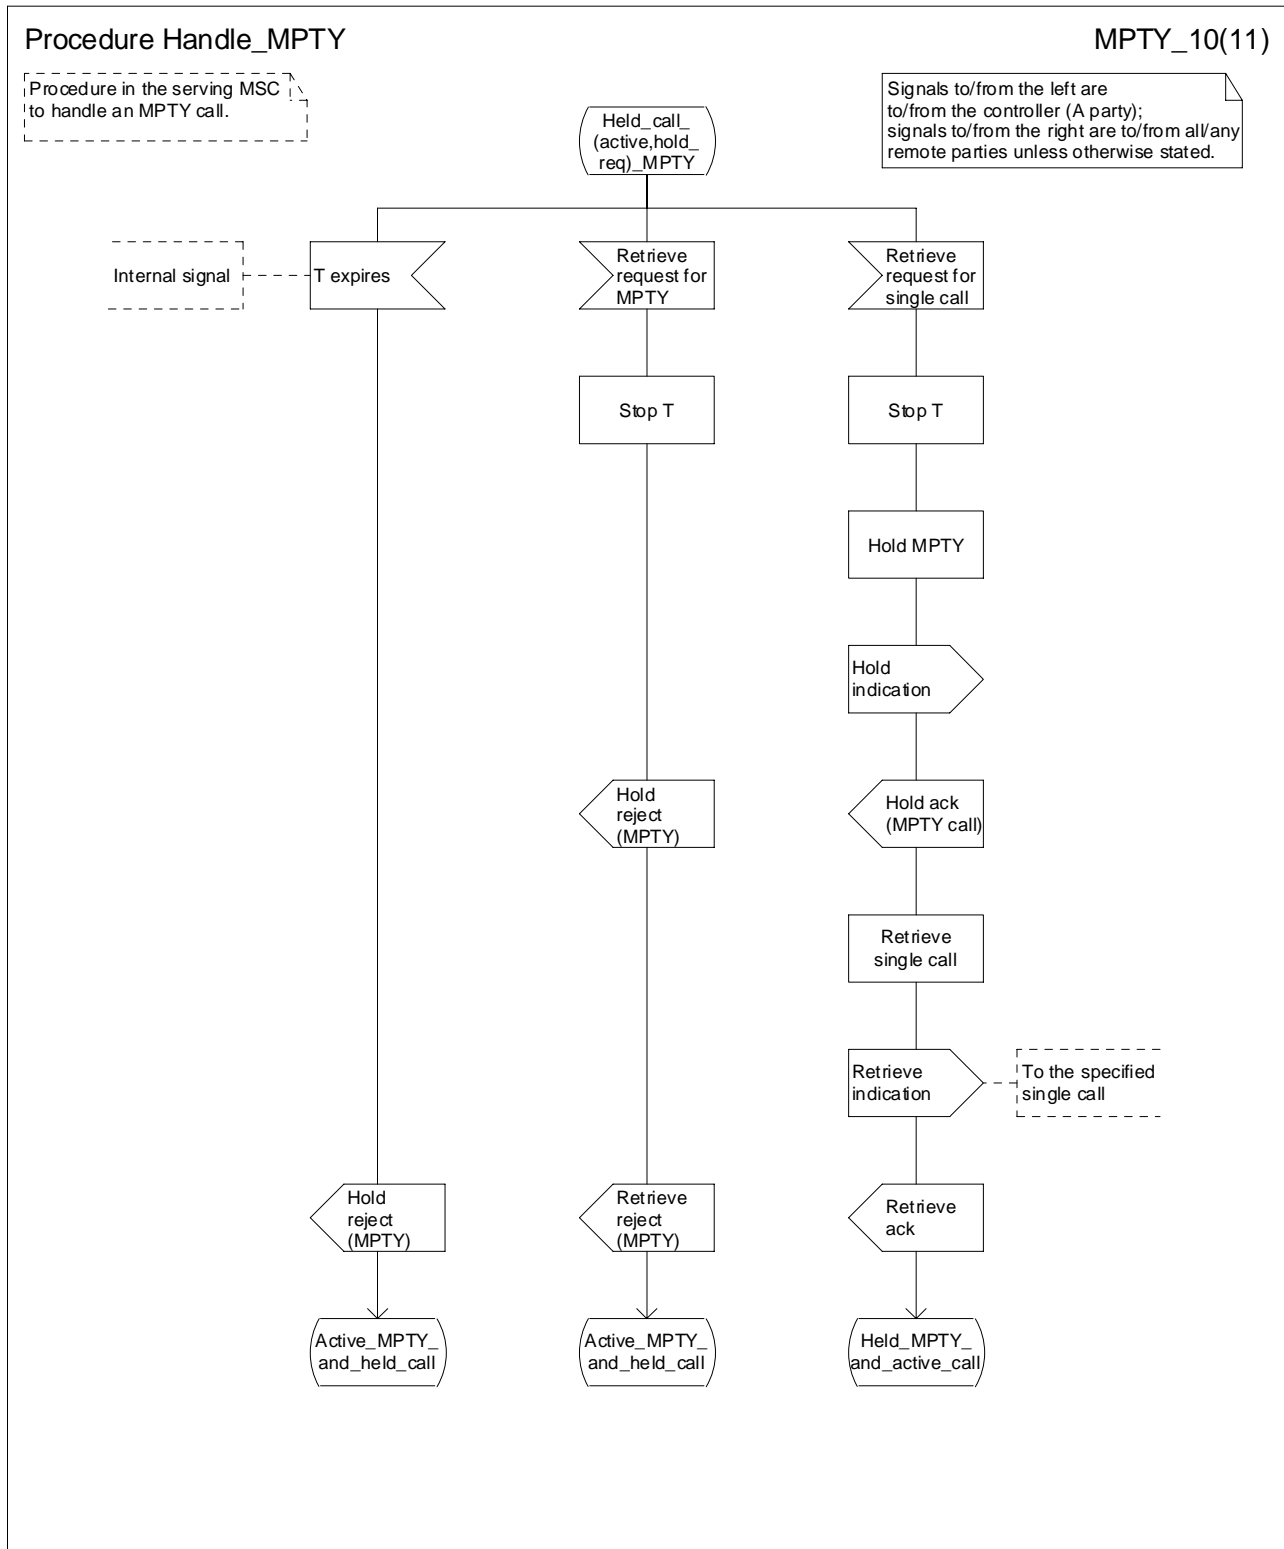 Procedure Handle_MPTY
MPTY_10(11)
Procedure in the serving MSC
to handle an MPTY call.
Signals to/from the left are
to/from the controller (A party);
signals to/from the right are to/from all/any
remote parties unless otherwise stated.
Held_call_
(active,hold_
req)_MPTY
Internal signal
T expires
Retrieve
request for
MPTY
Retrieve
request for
single call
Stop T
Stop T
Hold MPTY
Hold
indication
Hold
reject
(MPTY)
Hold ack
(MPTY call)
Retrieve
single call
Retrieve
indication
To the specified
single call
Hold
reject
(MPTY)
Retrieve
reject
(MPTY)
Retrieve
ack
Active_MPTY_
and_held_call
Active_MPTY_
and_held_call
Held_MPTY_
and_active_call